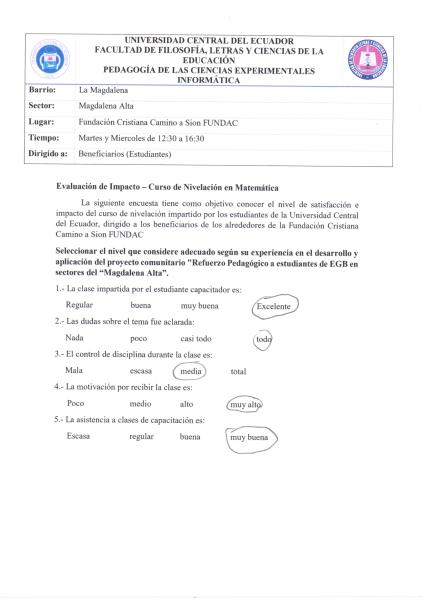 UNIVERSIDAD CENTRAL DEL ECUADOR
FACULTAD DE FILOSOFÍA, LETRAS Y CIENCIAS DE LA
EDUCACIÓN
PEDAGOGÍA DE LAS CIENCIAS EXPERIMENTALES
INFORMÁTICA
Barrio: La Magdalena
Sector: Magdalena Alta
Lugar: Fundación Cristiana Camino a Sion FUNDAC
Tiempo: Martes y Miercoles de 12:30 a 16:30
Dirigido a: Beneficiarios (Estudiantes)
Evaluación de Impacto – Curso de Nivelación en Matemática
La siguiente encuesta tiene como objetivo conocer el nivel de satisfacción e
impacto del curso de nivelación impartido por los estudiantes de la Universidad Central
del Ecuador, dirigido a los beneficiarios de los alrededores de la Fundación Cristiana
Camino a Sion FUNDAC
Seleccionar el nivel que considere adecuado según su experiencia en el desarrollo y
aplicación del proyecto comunitario "Refuerzo Pedagógico a estudiantes de EGB en
sectores del "Magdalena Alta".
1.- La clase impartida por el estudiante capacitador es:
Regular buena muy buena Excelente
2.- Las dudas sobre el tema fue aclarada:
Nada poco casi todo todo
3.- El control de disciplina durante la clase es:
Mala escasa media total
4.- La motivación por recibir la clase es:
Poco medio alto muy alto
5.- La asistencia a clases de capacitación es:
Escasa regular buena muy buena